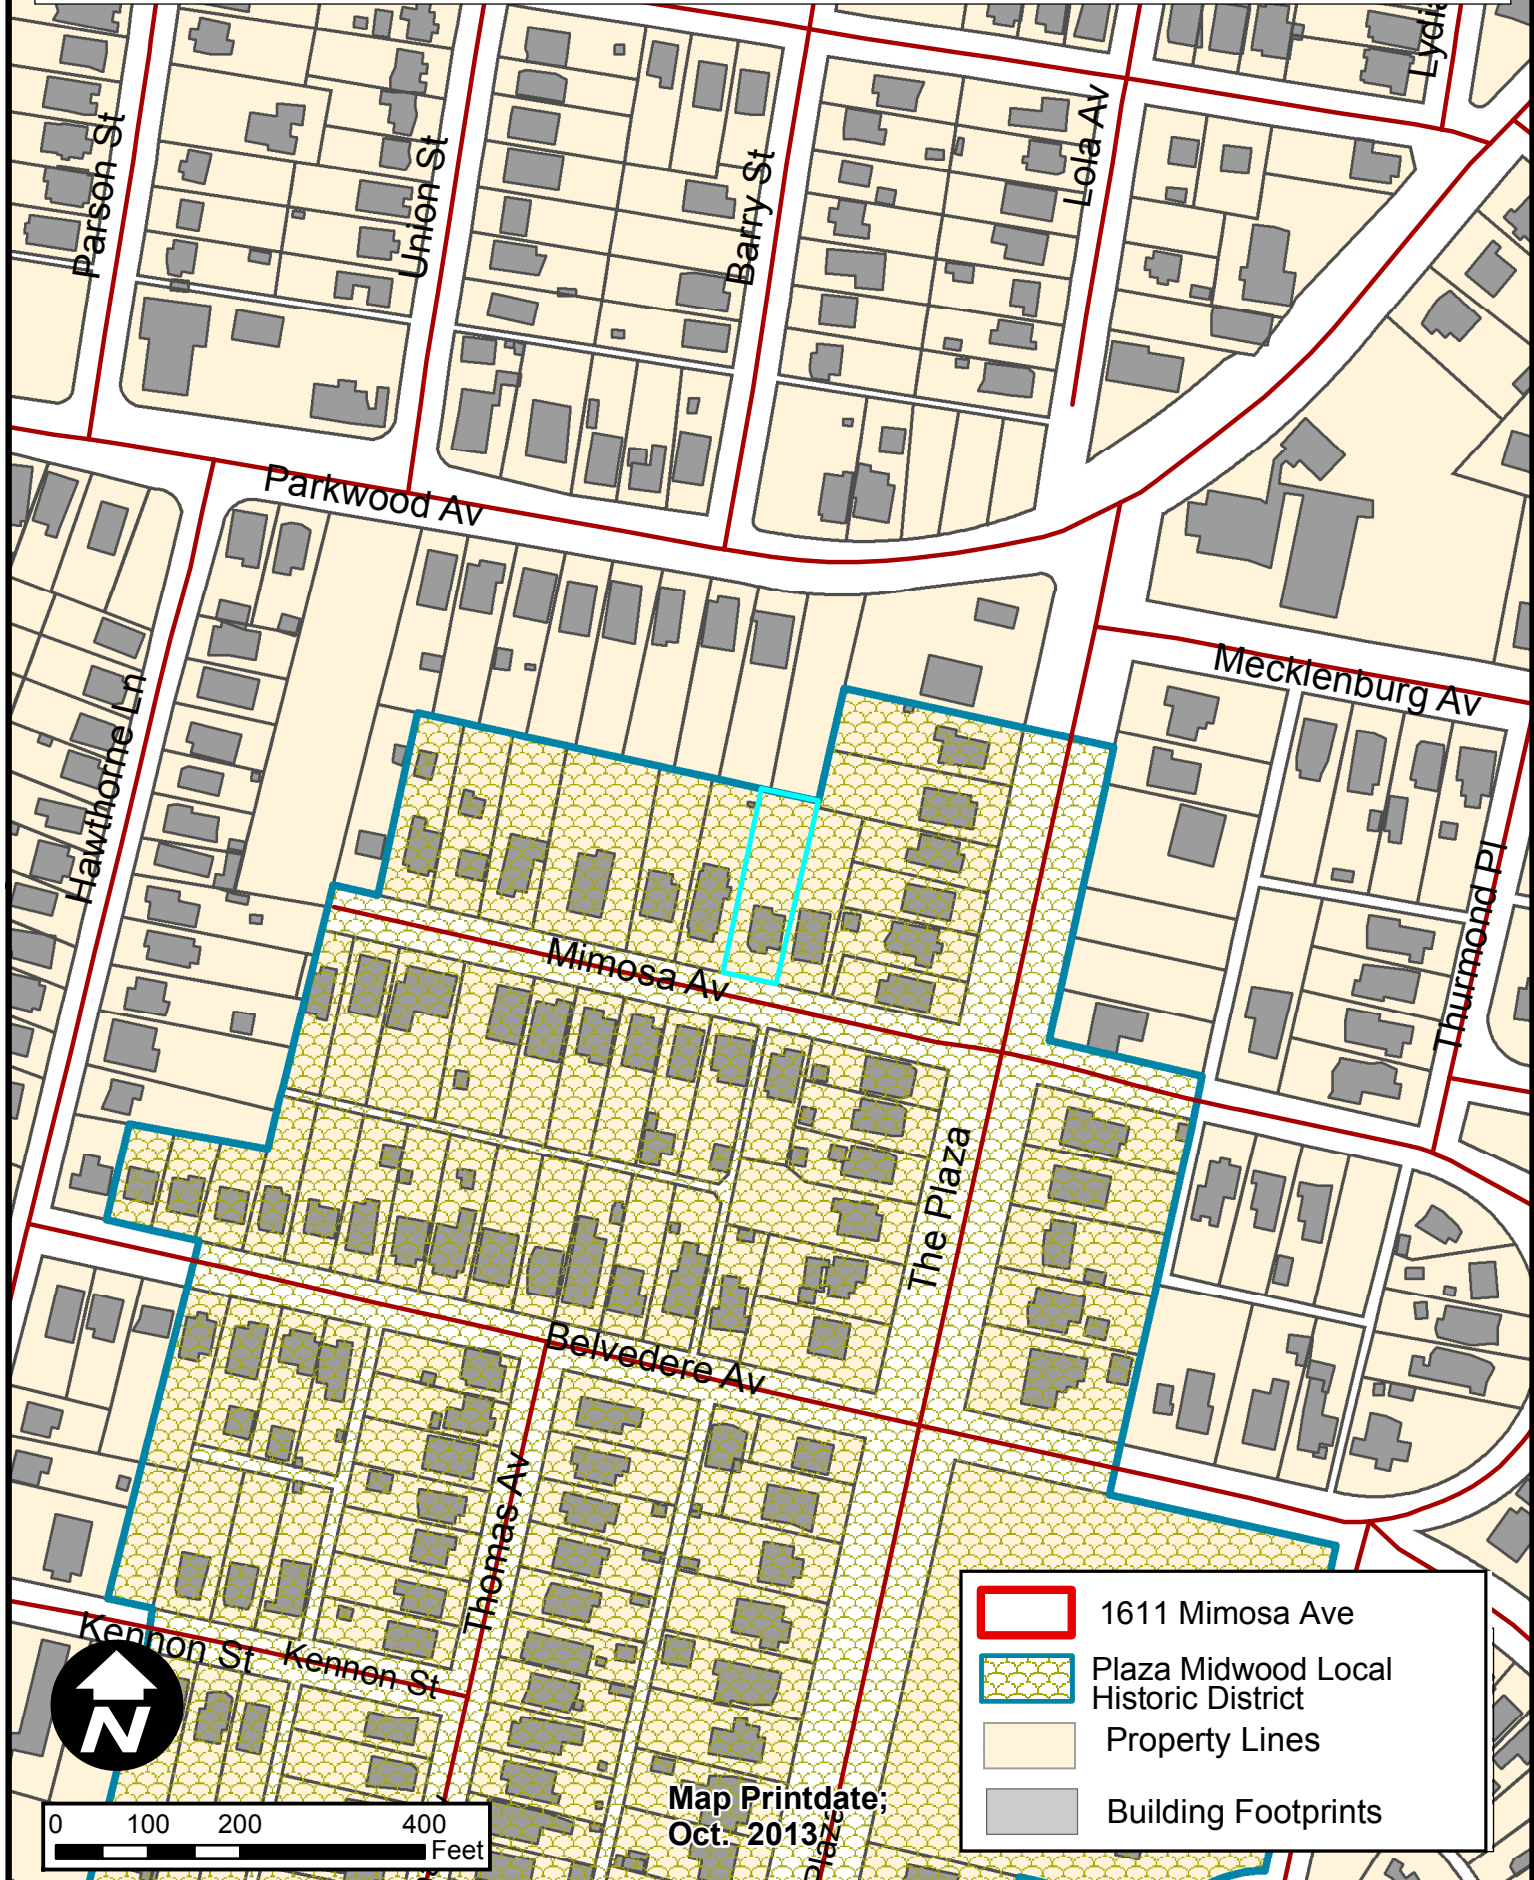 Lydia
Parson St
Union St
Barry St
Lola Av
Parkwood Av
Mecklenburg Av
Hawthorne Ln
Thurmond Pl
Mimosa Av
The Plaza
Belvedere Av
Thomas Av
Kennon St
Kennon St
N
0 100 200 400
Feet
Map Printdate;
Oct. 2013
Plaza
1611 Mimosa Ave
Plaza Midwood Local
Historic District
Property Lines
Building Footprints